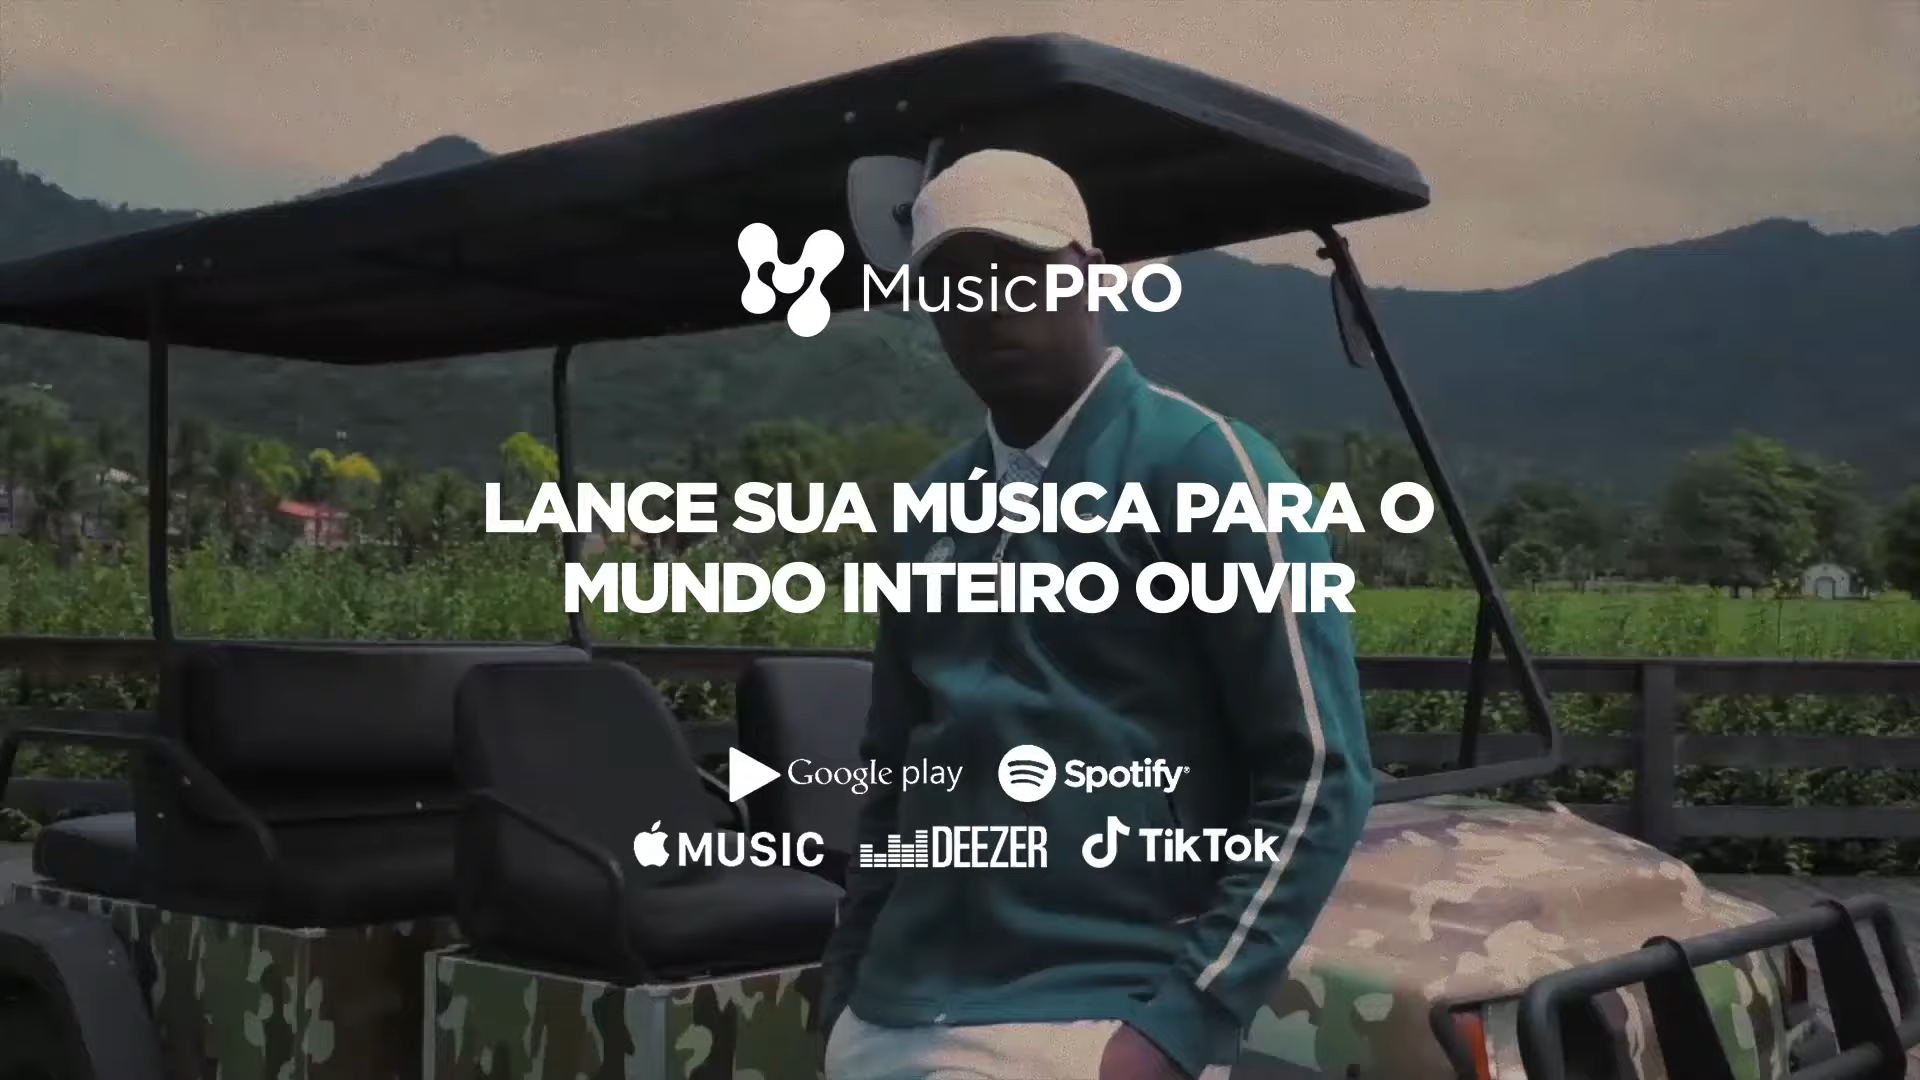 MusicPRO
LANCE SUA MÚSICA PARA O
MUNDO INTEIRO OUVIR
Google play Spotify
MUSIC DEEZER TikTok